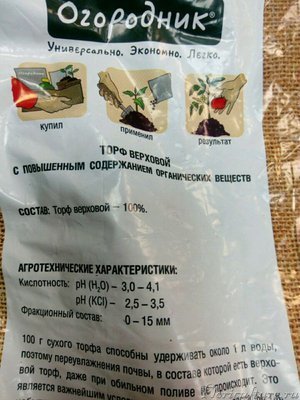 Огородник®
Универсально. Экономно. Легко.
купил
применил
результат
ТОРФ ВЕРХОВОЙ
С ПОВЫШЕННЫМ СОДЕРЖАНИЕМ ОРГАНИЧЕСКИХ ВЕЩЕСТВ
СОСТАВ: Торф верховой – 100%.
АГРОТЕХНИЧЕСКИЕ ХАРАКТЕРИСТИКИ:
Кислотность: pH (H₂O) – 3,0 – 4,1
pH (KCl) – 2,5 – 3,5
Фракционный состав: 0 – 15 мм
100 г сухого торфа способны удерживать около 1 л воды,
поэтому переувлажнения почвы, в составе которой есть верхо-
вой торф, даже при обильном поливе не происходит. Это
является важнейшим